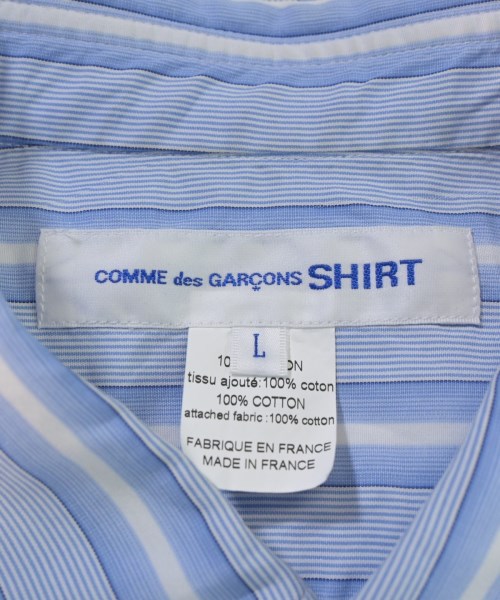 COMME des GARÇONS SHIRT
L
tissu ajouté: 100% coton
100% COTTON
attached fabric : 100% cotton
FABRIQUE EN FRANCE
MADE IN FRANCE